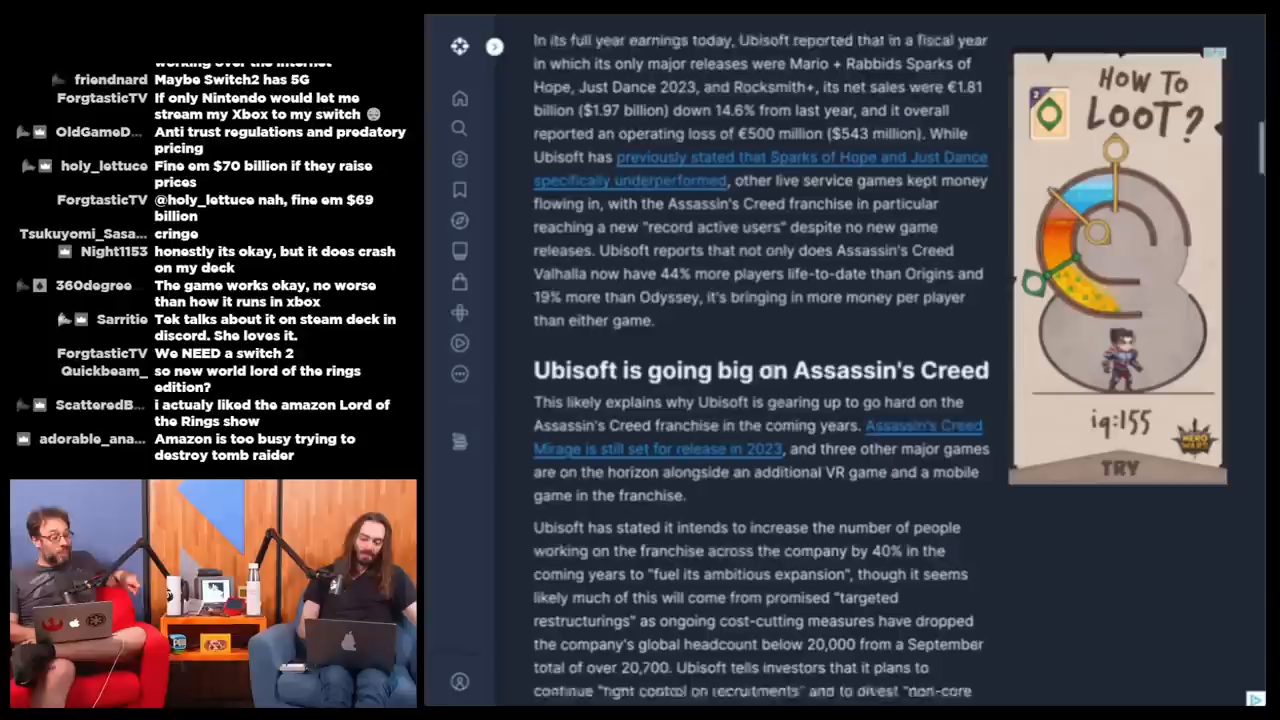 working over the internet
friendnard Maybe Switch2 has 5G
ForgtasticTV If only Nintendo would let me
stream my Xbox to my switch
OldGameD... Anti trust regulations and predatory
pricing
holy_lettuce Fine em $70 billion if they raise
prices
ForgtasticTV @holy_lettuce nah, fine em $69
billion
Tsukuyomi_Sasa... cringe
Night1153 honestly its okay, but it does crash
on my deck
360degree The game works okay, no worse
than how it runs in xbox
Sarritie Tek talks about it on steam deck in
discord. She loves it.
ForgtasticTV We NEED a switch 2
Quickbeam_ so new world lord of the rings
edition?
ScatteredB... i actualy liked the amazon Lord of
the Rings show
adorable_ana... Amazon is too busy trying to
destroy tomb raider
In its full year earnings today, Ubisoft reported that in a fiscal year
in which its only major releases were Mario + Rabbids Sparks of
Hope, Just Dance 2023, and Rocksmith+, its net sales were €1.81
billion ($1.97 billion) down 14.6% from last year, and it overall
reported an operating loss of €500 million ($543 million). While
Ubisoft has previously stated that Sparks of Hope and Just Dance
specifically underperformed, other live service games kept money
flowing in, with the Assassin's Creed franchise in particular
reaching a new "record active users" despite no new game
releases. Ubisoft reports that not only does Assassin's Creed
Valhalla now have 44% more players life-to-date than Origins and
19% more than Odyssey, it's bringing in more money per player
than either game.
Ubisoft is going big on Assassin's Creed
This likely explains why Ubisoft is gearing up to go hard on the
Assassin's Creed franchise in the coming years. Assassin's Creed
Mirage is still set for release in 2023, and three other major games
are on the horizon alongside an additional VR game and a mobile
game in the franchise.
Ubisoft has stated it intends to increase the number of people
working on the franchise across the company by 40% in the
coming years to "fuel its ambitious expansion", though it seems
likely much of this will come from promised "targeted
restructurings" as ongoing cost-cutting measures have dropped
the company's global headcount below 20,000 from a September
total of over 20,700. Ubisoft tells investors that it plans to
continue "tight control on recruitments" and to divest "non-core
2
HOW TO
LOOT?
iq:155
HERO
WARS
TRY